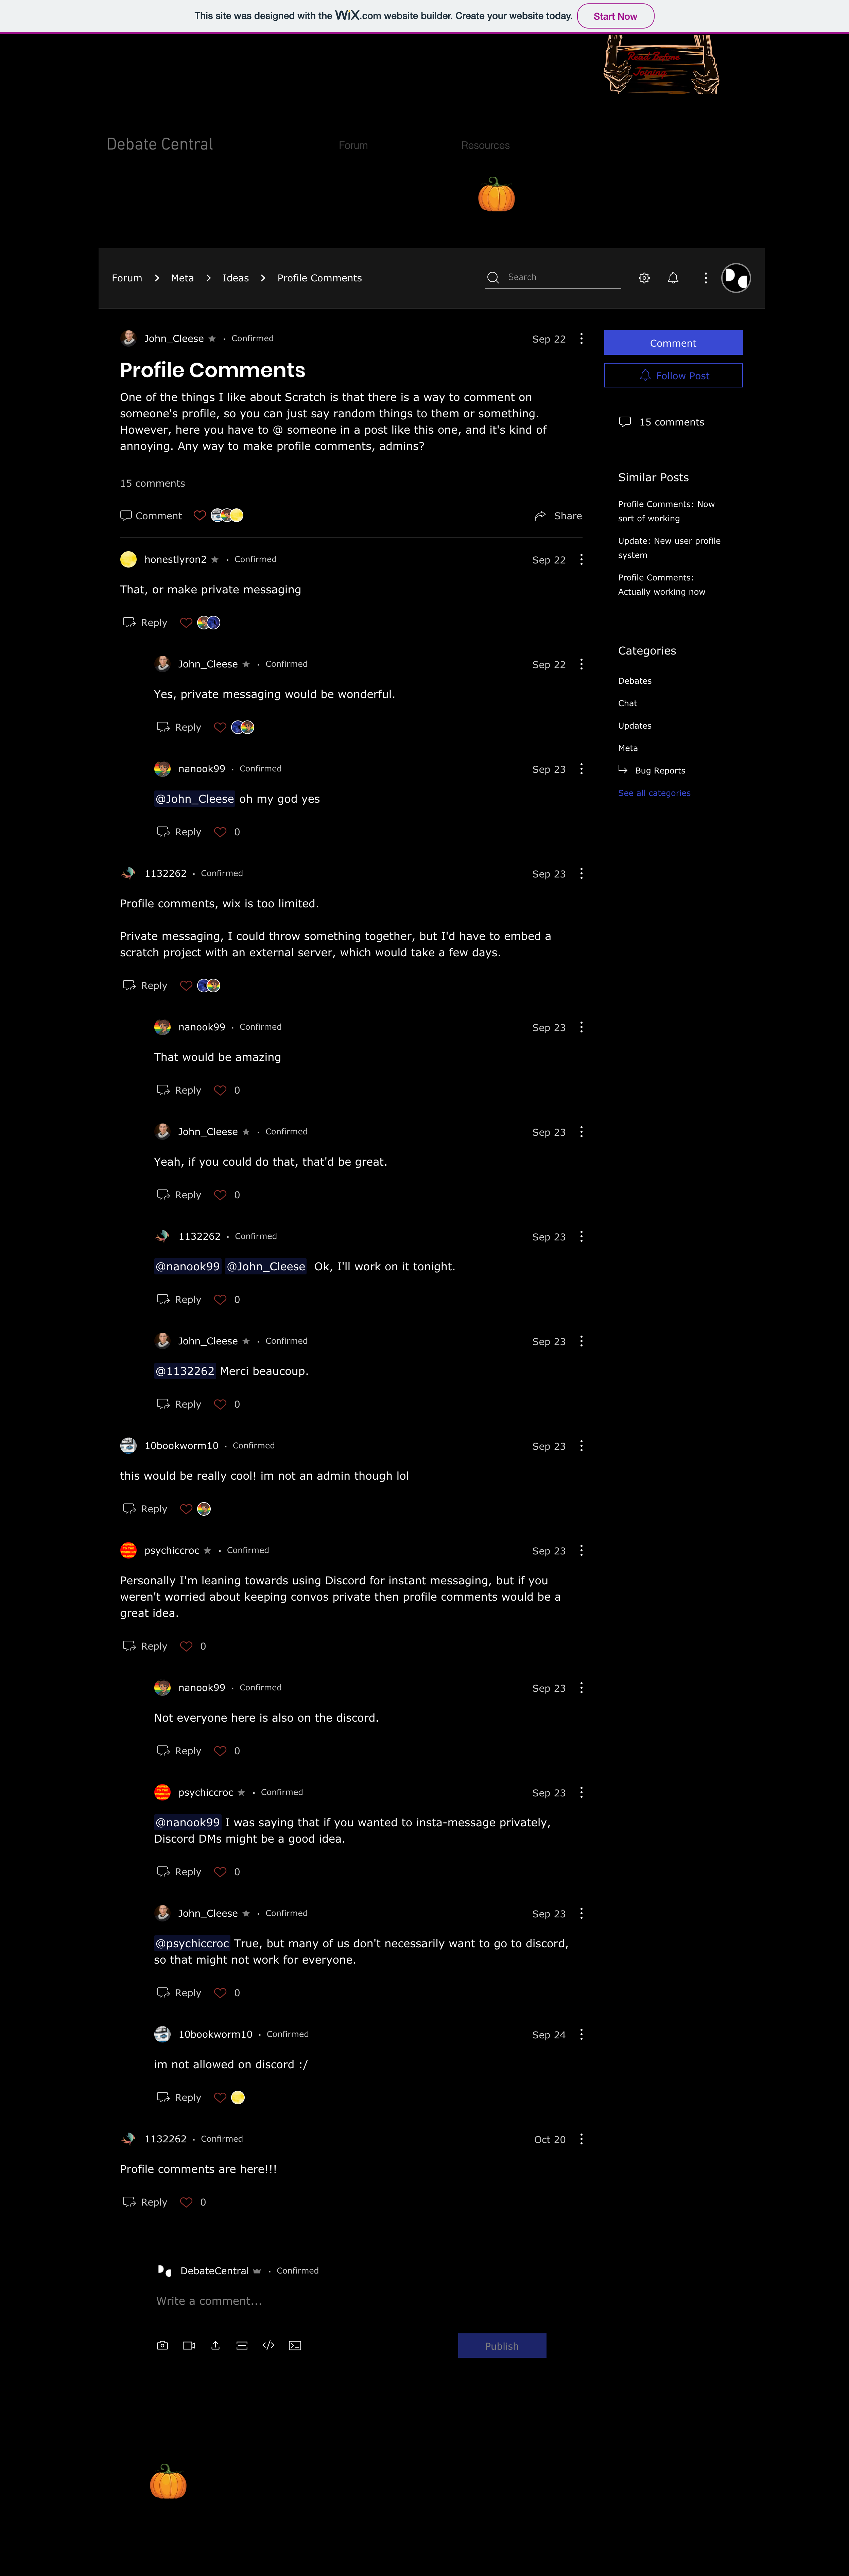 This site was designed with the WiX.com website builder. Create your website today. Start Now
Read Before
Joining
Debate Central
Forum
Resources
Forum > Meta > Ideas > Profile Comments
Search
John_Cleese • Confirmed
Sep 22
Profile Comments
One of the things I like about Scratch is that there is a way to comment on
someone's profile, so you can just say random things to them or something.
However, here you have to @ someone in a post like this one, and it's kind of
annoying. Any way to make profile comments, admins?
15 comments
Comment
Share
Comment
Follow Post
15 comments
Similar Posts
Profile Comments: Now
sort of working
Update: New user profile
system
Profile Comments:
Actually working now
Categories
Debates
Chat
Updates
Meta
Bug Reports
See all categories
honestlyron2 • Confirmed
Sep 22
That, or make private messaging
Reply
John_Cleese • Confirmed
Sep 22
Yes, private messaging would be wonderful.
Reply
nanook99 • Confirmed
Sep 23
@John_Cleese oh my god yes
Reply 0
1132262 • Confirmed
Sep 23
Profile comments, wix is too limited.
Private messaging, I could throw something together, but I'd have to embed a
scratch project with an external server, which would take a few days.
Reply
nanook99 • Confirmed
Sep 23
That would be amazing
Reply 0
John_Cleese • Confirmed
Sep 23
Yeah, if you could do that, that'd be great.
Reply 0
1132262 • Confirmed
Sep 23
@nanook99 @John_Cleese Ok, I'll work on it tonight.
Reply 0
John_Cleese • Confirmed
Sep 23
@1132262 Merci beaucoup.
Reply 0
10bookworm10 • Confirmed
Sep 23
this would be really cool! im not an admin though lol
Reply
psychiccroc • Confirmed
Sep 23
Personally I'm leaning towards using Discord for instant messaging, but if you
weren't worried about keeping convos private then profile comments would be a
great idea.
Reply 0
nanook99 • Confirmed
Sep 23
Not everyone here is also on the discord.
Reply 0
psychiccroc • Confirmed
Sep 23
@nanook99 I was saying that if you wanted to insta-message privately,
Discord DMs might be a good idea.
Reply 0
John_Cleese • Confirmed
Sep 23
@psychiccroc True, but many of us don't necessarily want to go to discord,
so that might not work for everyone.
Reply 0
10bookworm10 • Confirmed
Sep 24
im not allowed on discord :/
Reply
1132262 • Confirmed
Oct 20
Profile comments are here!!!
Reply 0
DebateCentral • Confirmed
Write a comment...
Publish